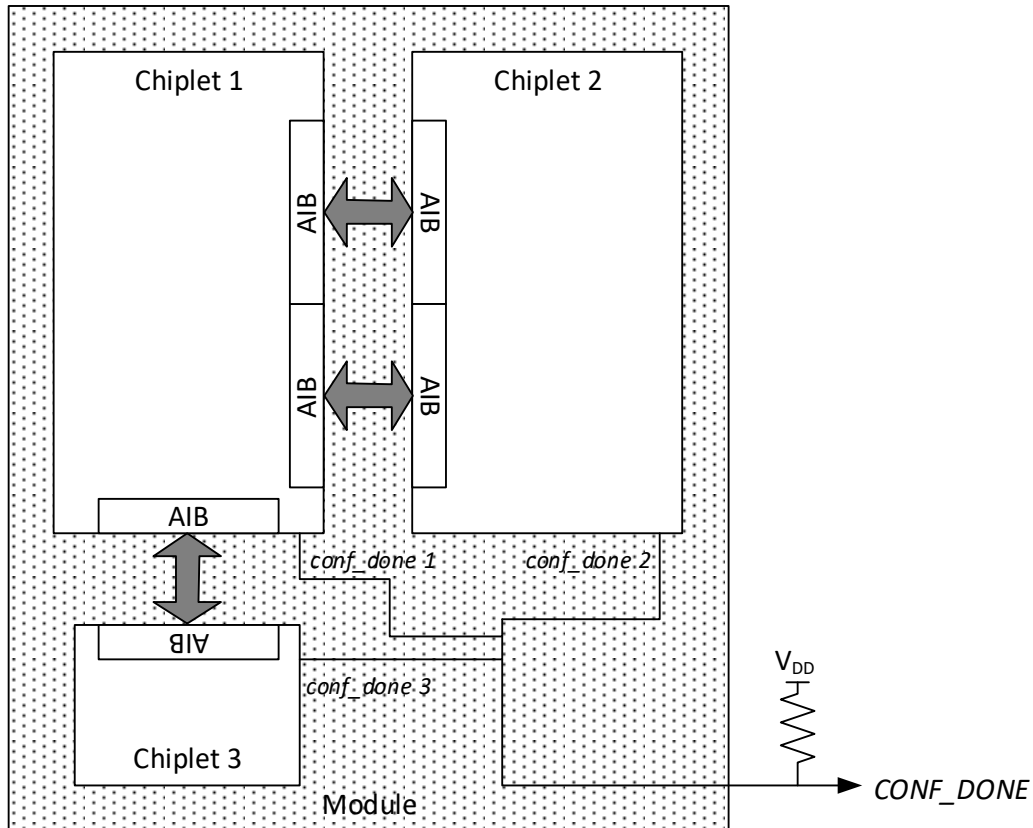 Chiplet 1
Chiplet 2
AIB
AIB
AIB
AIB
AIB
conf_done 1
conf_done 2
AIB
conf_done 3
V_DD
Chiplet 3
CONF_DONE
Module